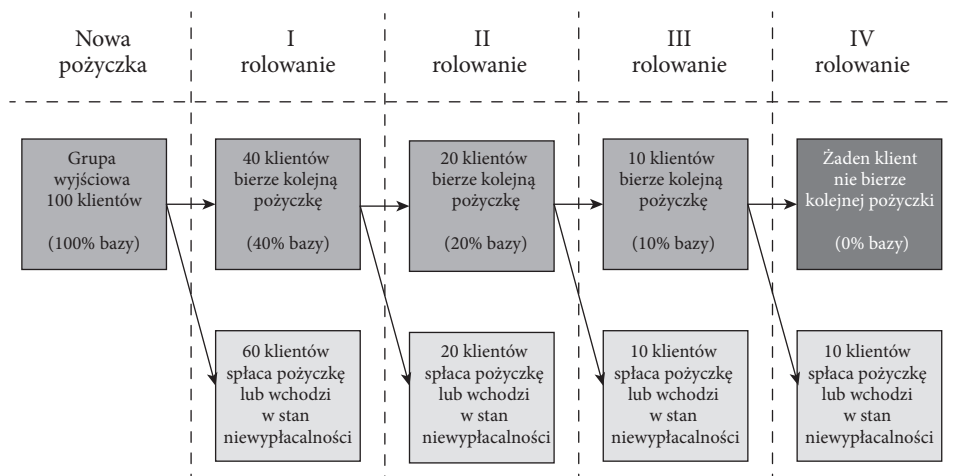 Nowa
pożyczka
I
rolowanie
II
rolowanie
III
rolowanie
IV
rolowanie
Grupa
wyjściowa
100 klientów
(100% bazy)
40 klientów
bierze kolejną
pożyczkę
(40% bazy)
20 klientów
bierze kolejną
pożyczkę
(20% bazy)
10 klientów
bierze kolejną
pożyczkę
(10% bazy)
Żaden klient
nie bierze
kolejnej pożyczki
(0% bazy)
60 klientów
spłaca pożyczkę
lub wchodzi
w stan
niewypłacalności
20 klientów
spłaca pożyczkę
lub wchodzi
w stan
niewypłacalności
10 klientów
spłaca pożyczkę
lub wchodzi
w stan
niewypłacalności
10 klientów
spłaca pożyczkę
lub wchodzi
w stan
niewypłacalności